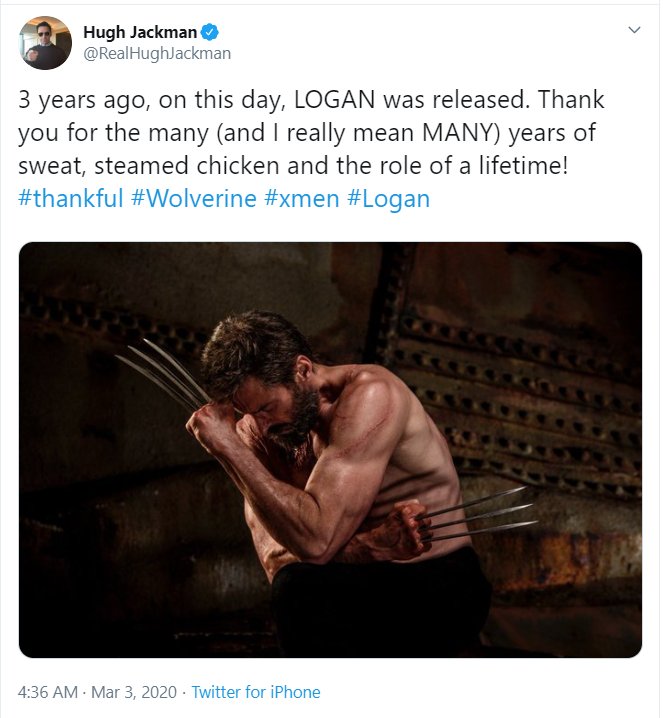 Hugh Jackman
@RealHughJackman
3 years ago, on this day, LOGAN was released. Thank
you for the many (and I really mean MANY) years of
sweat, steamed chicken and the role of a lifetime!
#thankful #Wolverine #xmen #Logan
4:36 AM · Mar 3, 2020 · Twitter for iPhone